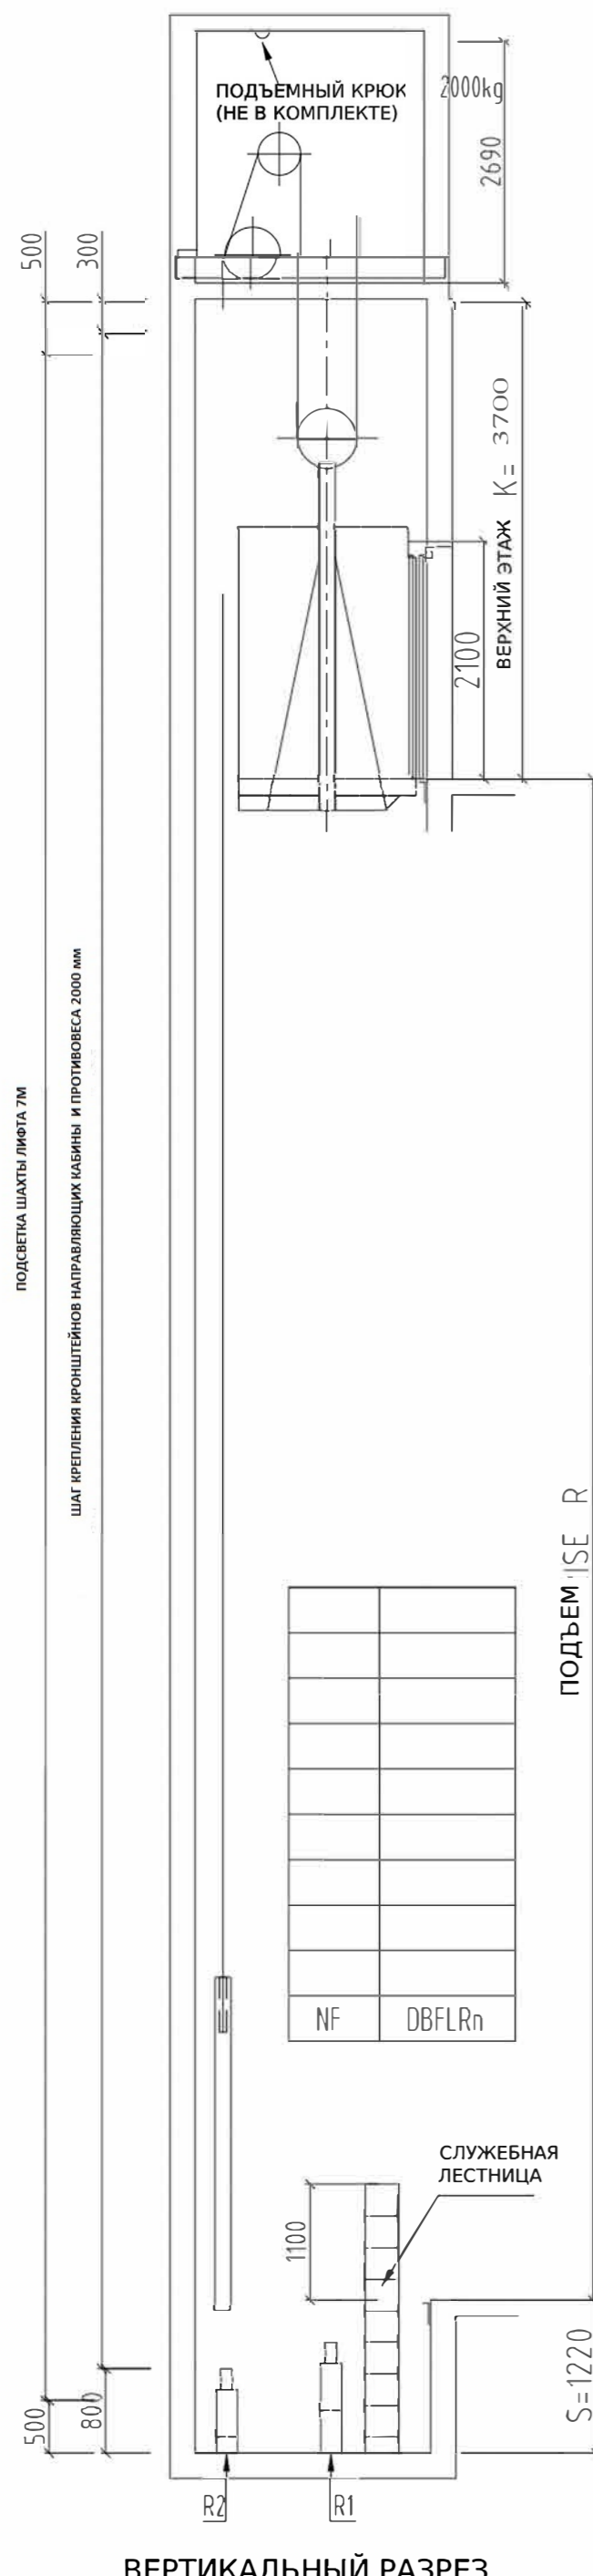 ПОДЪЕМНЫЙ КРЮК
(НЕ В КОМПЛЕКТЕ)
2000kg
2690
500
300
K= 3700
ВЕРХНИЙ ЭТАЖ
2100
ПОДСВЕТКА ШАХТЫ ЛИФТА 7М
ШАГ КРЕПЛЕНИЯ КРОНШТЕЙНОВ НАПРАВЛЯЮЩИХ КАБИНЫ И ПРОТИВОВЕСА 2000 мм
ПОДЪЕМ ISE R
NF DBFLRn
СЛУЖЕБНАЯ
ЛЕСТНИЦА
1100
S=1220
500
800
R2
R1
ВЕРТИКАЛЬНЫЙ РАЗРЕЗ